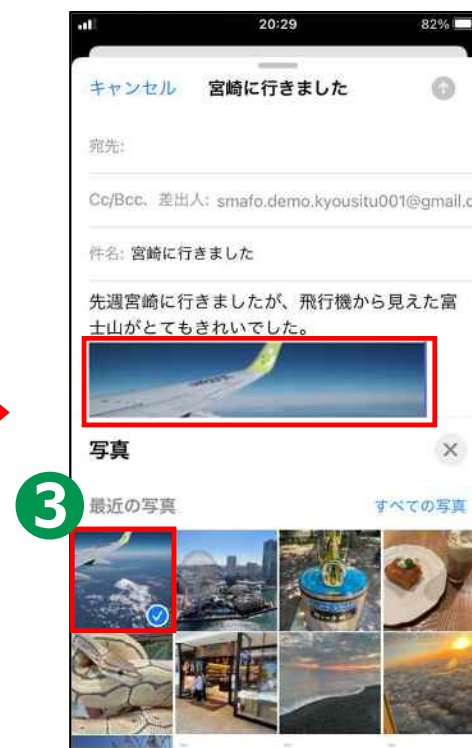 20:29
82%
キャンセル 宮崎に行きました
宛先:
Cc/Bcc、差出人: smafo.demo.kyousitu001@gmail.c
件名: 宮崎に行きました
先週宮崎に行きましたが、飛行機から見えた富
士山がとてもきれいでした。
写真
3
最近の写真 すべての写真